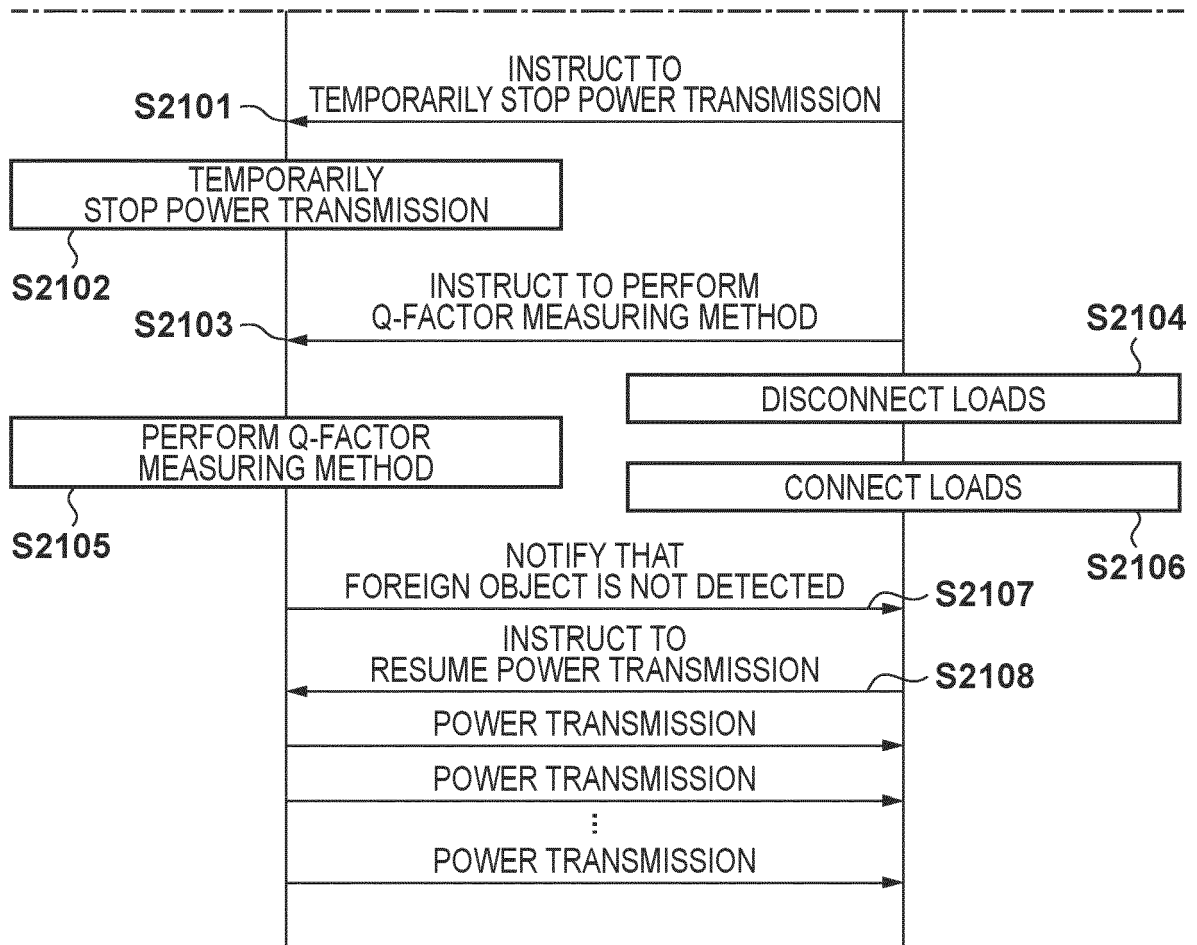 INSTRUCT TO
TEMPORARILY STOP POWER TRANSMISSION
S2101
TEMPORARILY
STOP POWER TRANSMISSION
S2102
INSTRUCT TO PERFORM
Q-FACTOR MEASURING METHOD
S2103
S2104
DISCONNECT LOADS
PERFORM Q-FACTOR
MEASURING METHOD
S2105
CONNECT LOADS
S2106
NOTIFY THAT
FOREIGN OBJECT IS NOT DETECTED
S2107
INSTRUCT TO
RESUME POWER TRANSMISSION
S2108
POWER TRANSMISSION
POWER TRANSMISSION
⋮
POWER TRANSMISSION